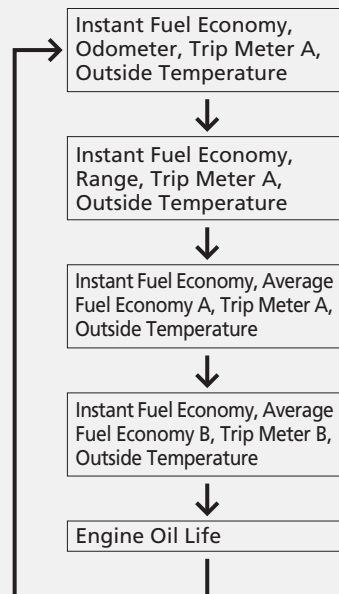 Instant Fuel Economy,
Odometer, Trip Meter A,
Outside Temperature
Instant Fuel Economy,
Range, Trip Meter A,
Outside Temperature
Instant Fuel Economy, Average
Fuel Economy A, Trip Meter A,
Outside Temperature
Instant Fuel Economy, Average
Fuel Economy B, Trip Meter B,
Outside Temperature
Engine Oil Life